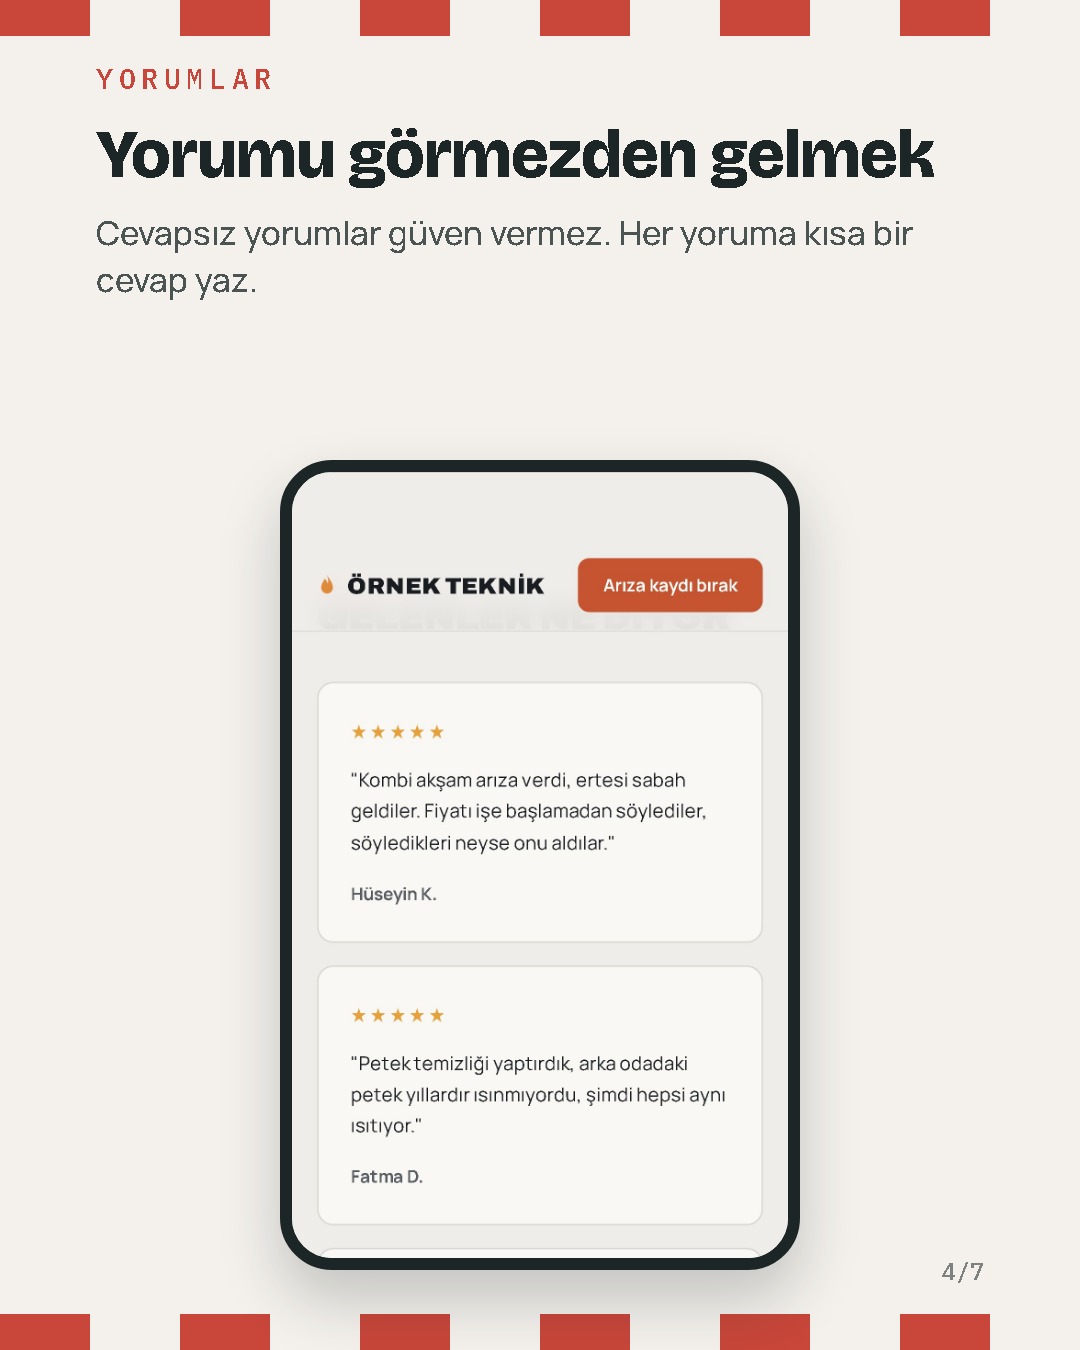 YORUMLAR
Yorumu görmezden gelmek
Cevapsız yorumlar güven vermez. Her yoruma kısa bir
cevap yaz.
ÖRNEK TEKNİK
Arıza kaydı bırak
"Kombi akşam arıza verdi, ertesi sabah
geldiler. Fiyatı işe başlamadan söylediler,
söyledikleri neyse onu aldılar."
Hüseyin K.
"Petek temizliği yaptırdık, arka odadaki
petek yıllardır ısınmıyordu, şimdi hepsi aynı
ısıtıyor."
Fatma D.
4/7